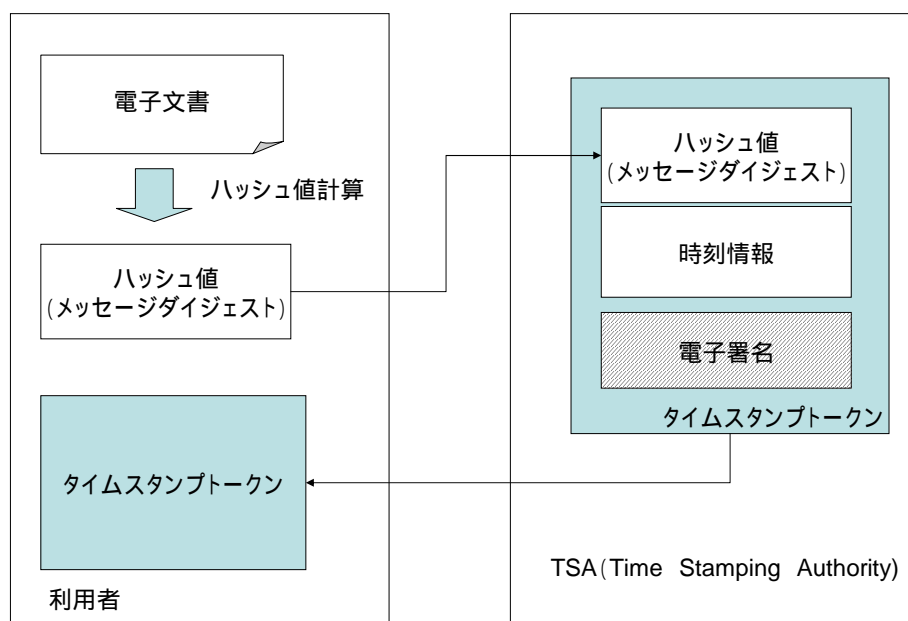 電子文書
ハッシュ値計算
ハッシュ値
(メッセージダイジェスト)
タイムスタンプトークン
利用者
ハッシュ値
(メッセージダイジェスト)
時刻情報
電子署名
タイムスタンプトークン
TSA(Time Stamping Authority)